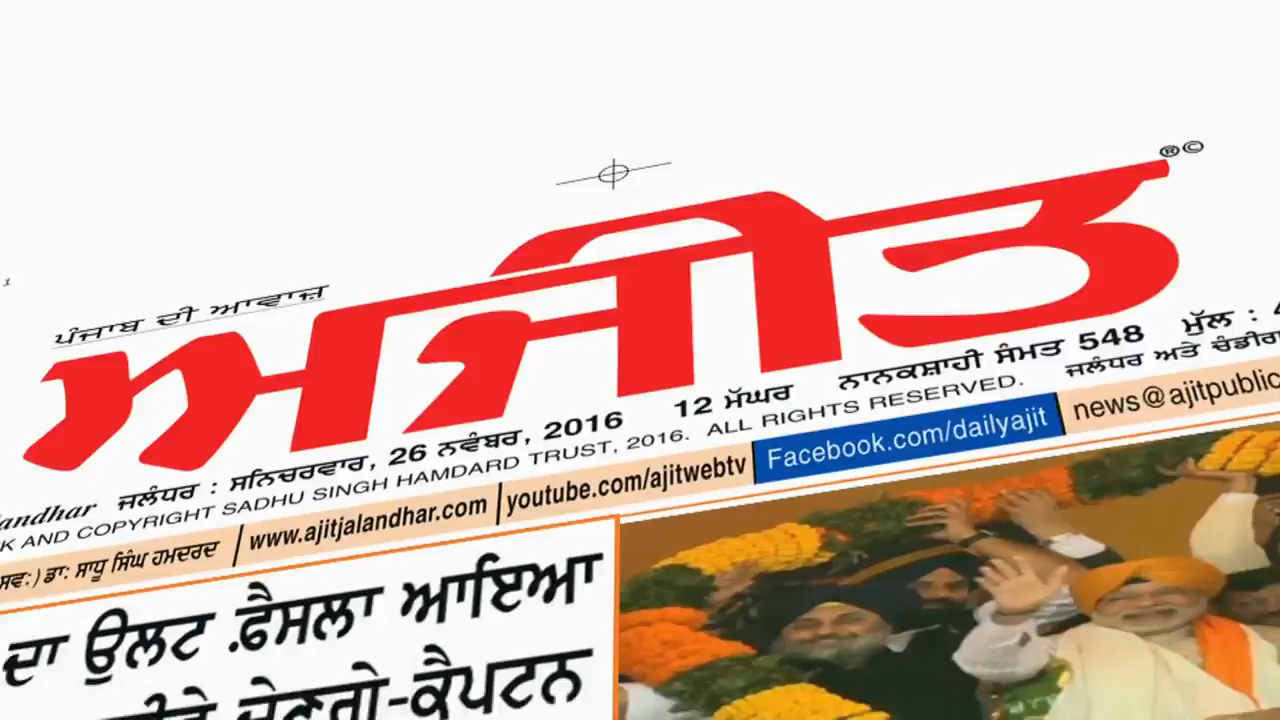 1
®©
ਪੰਜਾਬ ਦੀ ਆਵਾਜ਼
ਅਜੀਤ
ਜਲੰਧਰ : ਸਨਿਚਰਵਾਰ, 26 ਨਵੰਬਰ, 2016 12 ਮੱਘਰ ਨਾਨਕਸ਼ਾਹੀ ਸੰਮਤ 548 ਮੁੱਲ :
AND COPYRIGHT SADHU SINGH HAMDARD TRUST, 2016. ALL RIGHTS RESERVED. ਜਲੰਧਰ ਅਤੇ
ਡਾ: ਸਾਧੂ ਸਿੰਘ ਹਮਦਰਦ www.ajitjalandhar.com youtube.com/ajitwebtv Facebook.com/dailyajit news@ajitpublic
ਦਾ ਉਲਟ ਫ਼ੈਸਲਾ ਆਇਆ
ਦੇਣਗੇ-ਕੈਪਟਨ